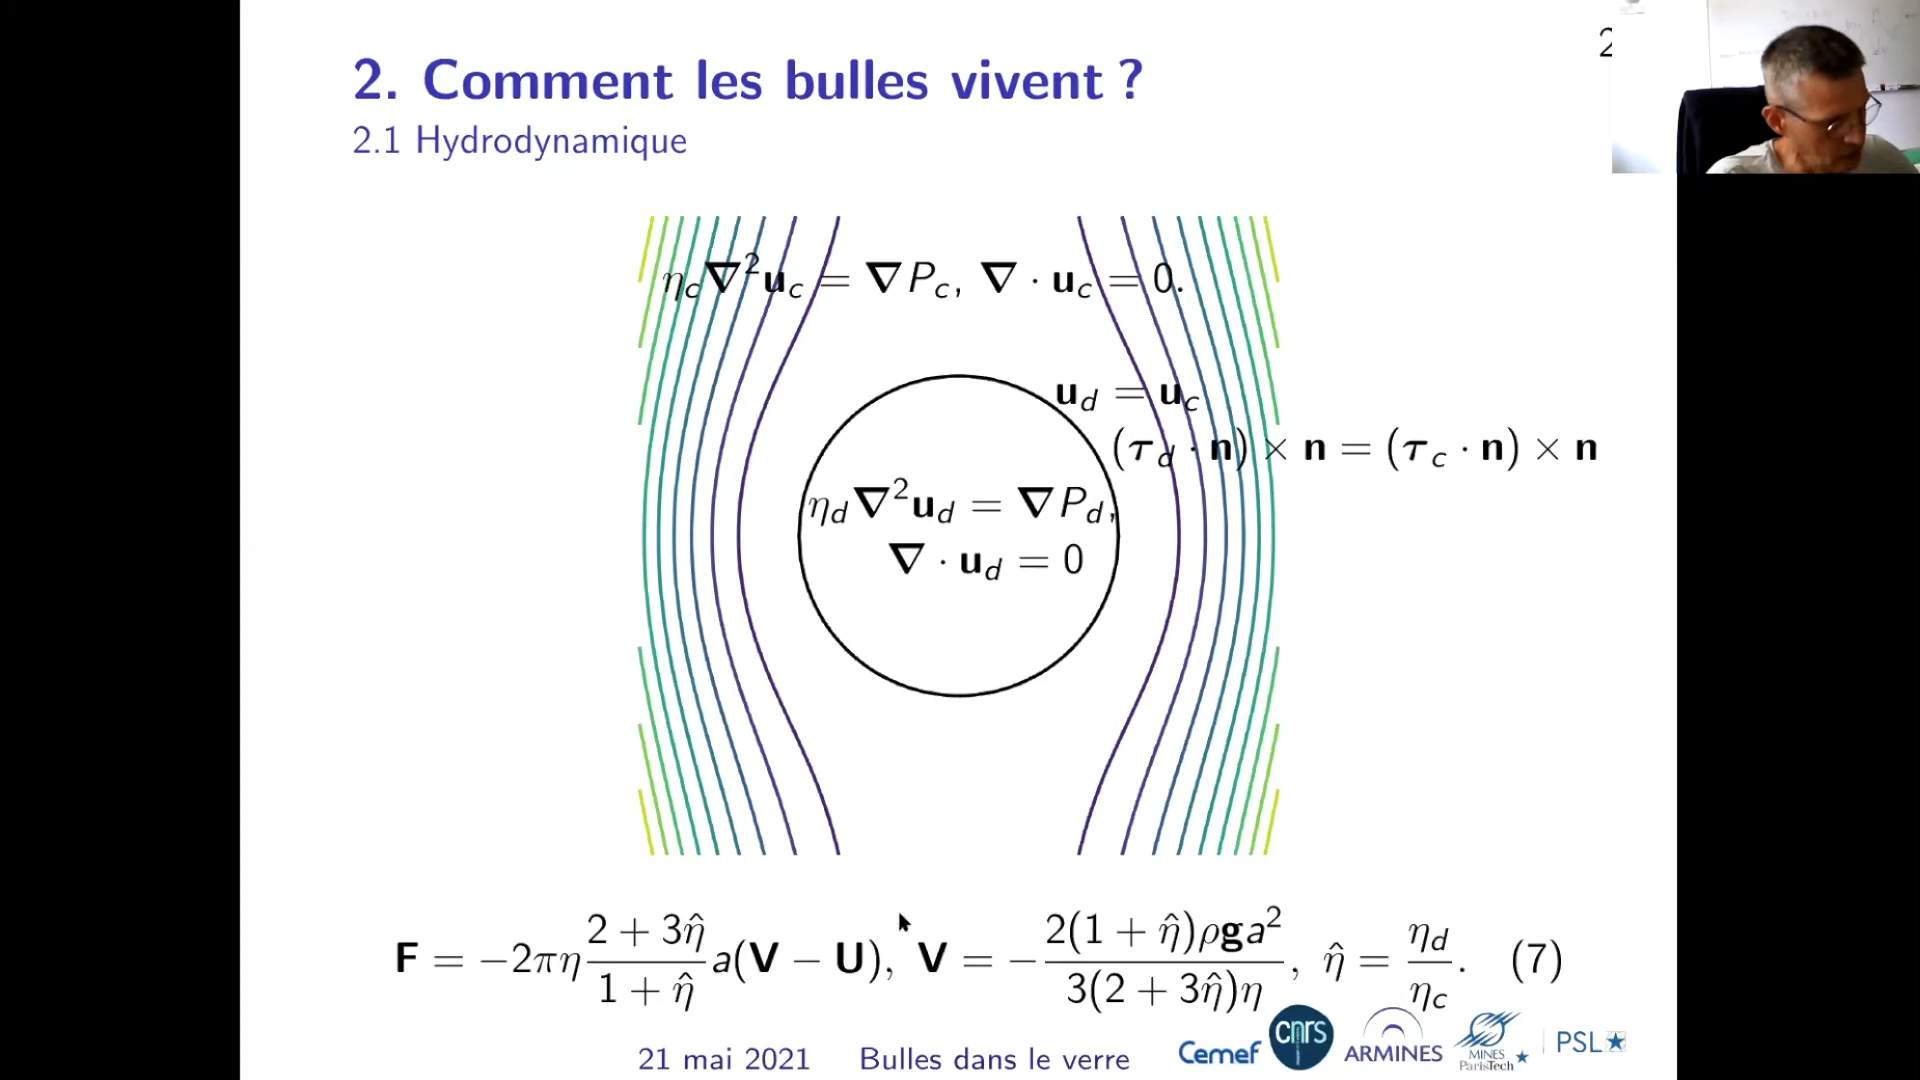 2. Comment les bulles vivent ?
2
2.1 Hydrodynamique
η_c ∇²u_c = ∇P_c, ∇ · u_c = 0.
u_d = u_c
(τ_d · n) × n = (τ_c · n) × n
η_d ∇²u_d = ∇P_d,
∇ · u_d = 0
F = −2πη (2 + 3η̂)/(1 + η̂) a(V − U), V = − 2(1 + η̂)ρga²/3(2 + 3η̂)η, η̂ = η_d/η_c. (7)
21 mai 2021 Bulles dans le verre Cemef cnrs ARMINES MINES ParisTech PSL